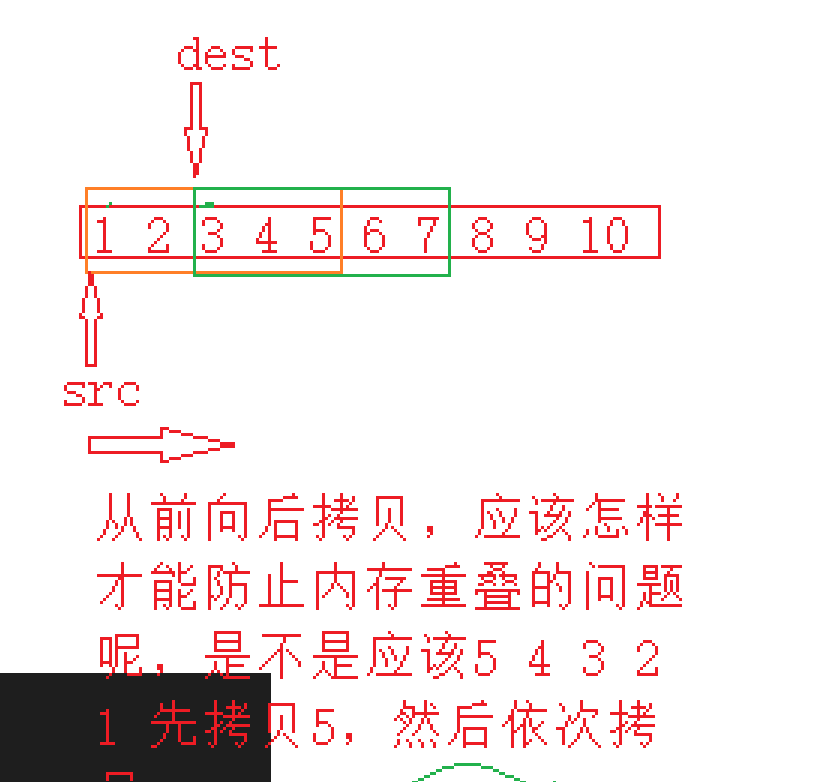 dest
1 2 3 4 5 6 7 8 9 10
src
从前向后拷贝，应该怎样
才能防止内存重叠的问题
呢，是不是应该5 4 3 2
1 先拷贝5，然后依次拷